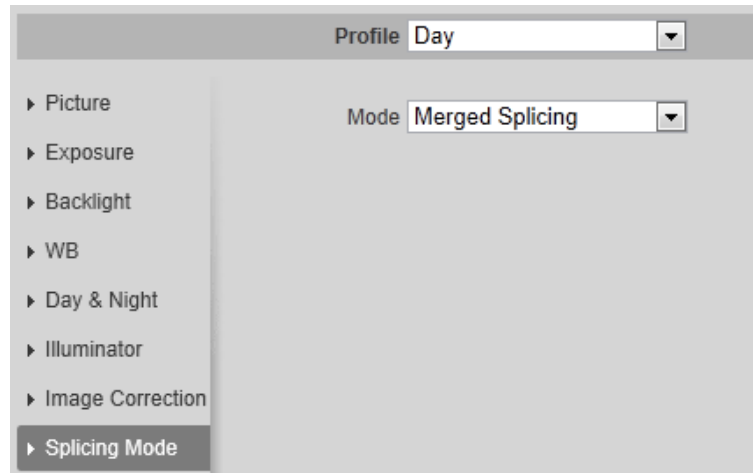 Profile Day
Picture
Mode Merged Splicing
Exposure
Backlight
WB
Day & Night
Illuminator
Image Correction
Splicing Mode